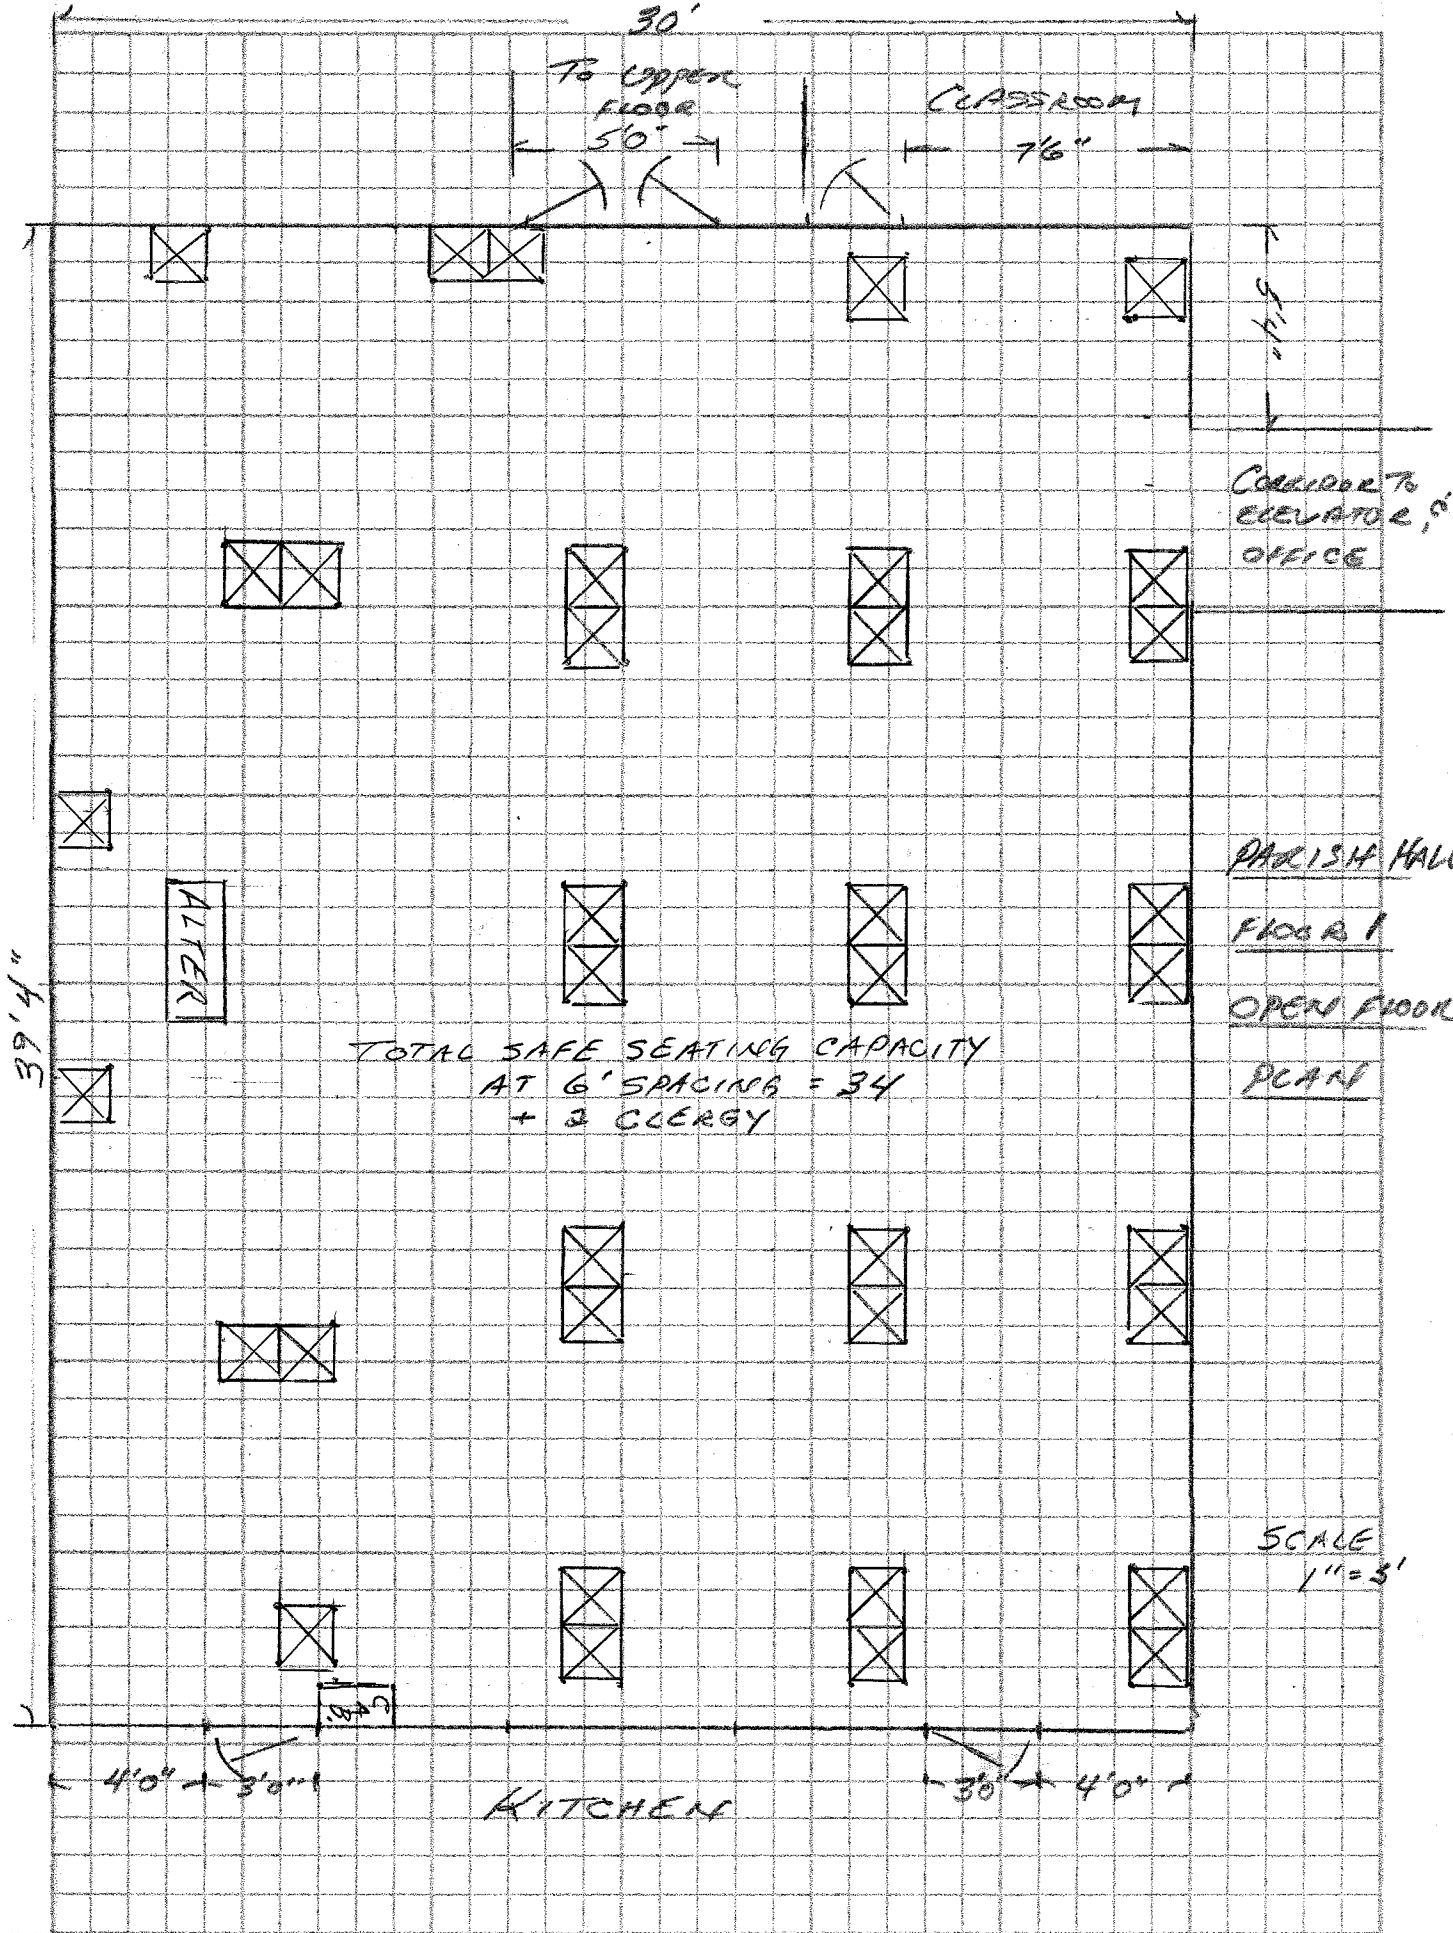 30'
TO UPPER
FLOOR
5'0"
CLASSROOM
7'6"
5'4"
CORRIDOR TO
ELEVATOR, &
OFFICE
39'4"
ALTER
PARISH HALL
FLOOR 1
OPEN FLOOR
PLAN
TOTAL SAFE SEATING CAPACITY
AT 6' SPACING = 34
+ 2 CLERGY
SCALE
1" = 3'
CAB.
4'0" 3'0"
KITCHEN
3'0" 4'0"